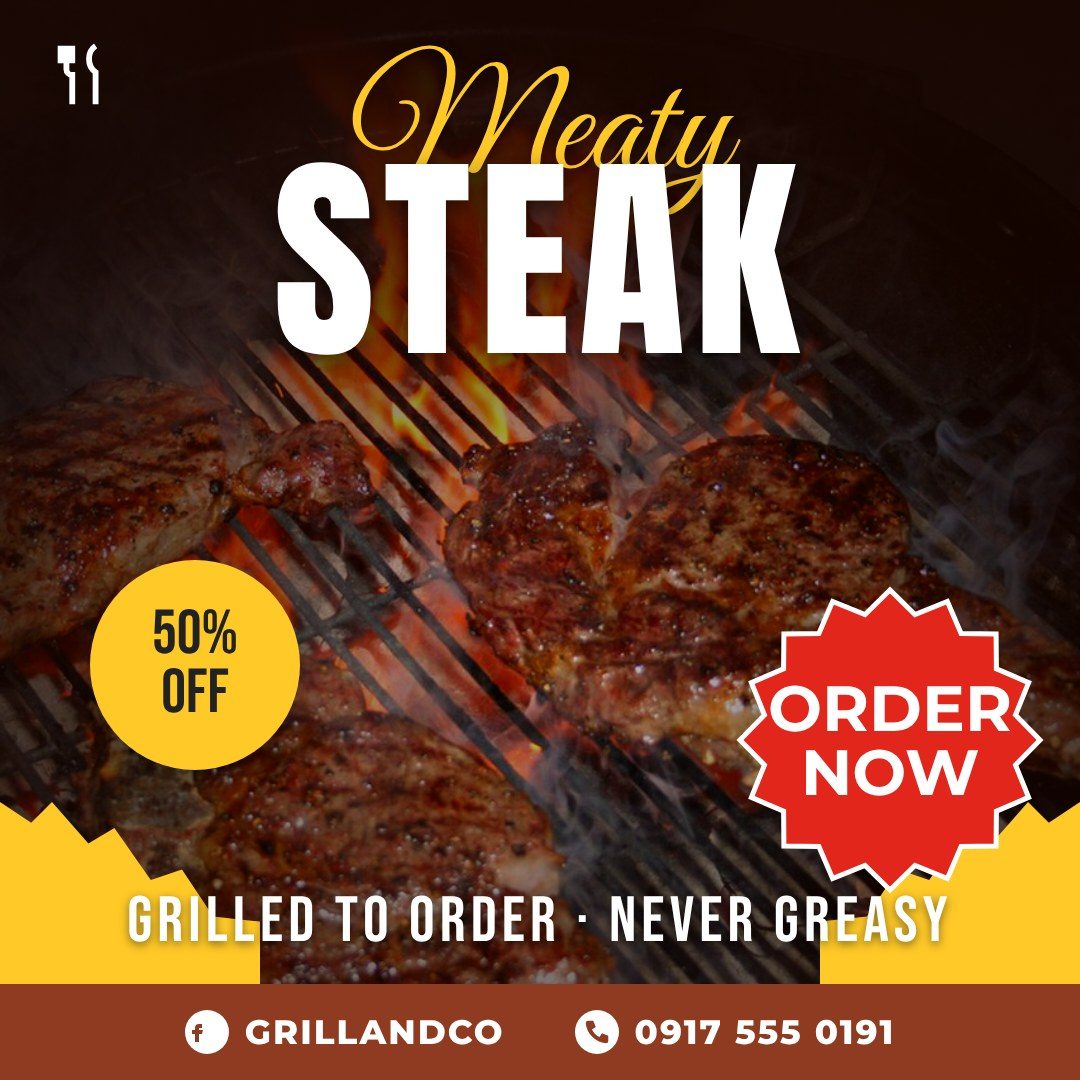 Meaty
STEAK
50%
OFF
ORDER
NOW
GRILLED TO ORDER · NEVER GREASY
GRILLANDCO
0917 555 0191